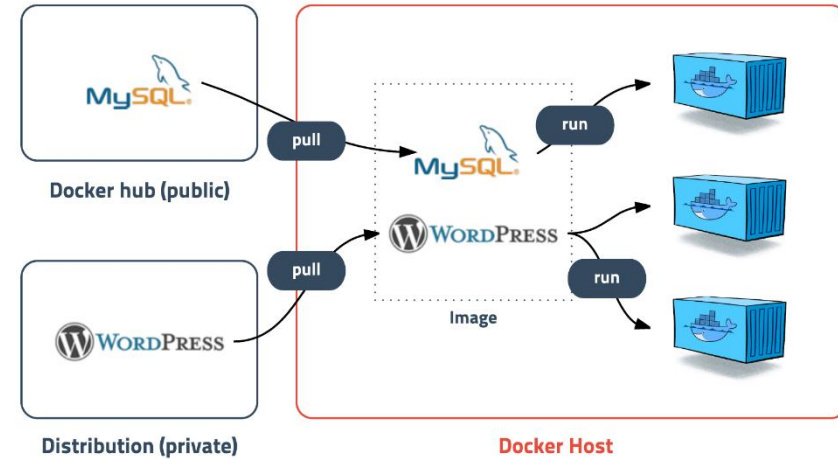 MySQL®
Docker hub (public)
WORDPRESS
Distribution (private)
pull
pull
MySQL®
WORDPRESS
Image
run
run
Docker Host